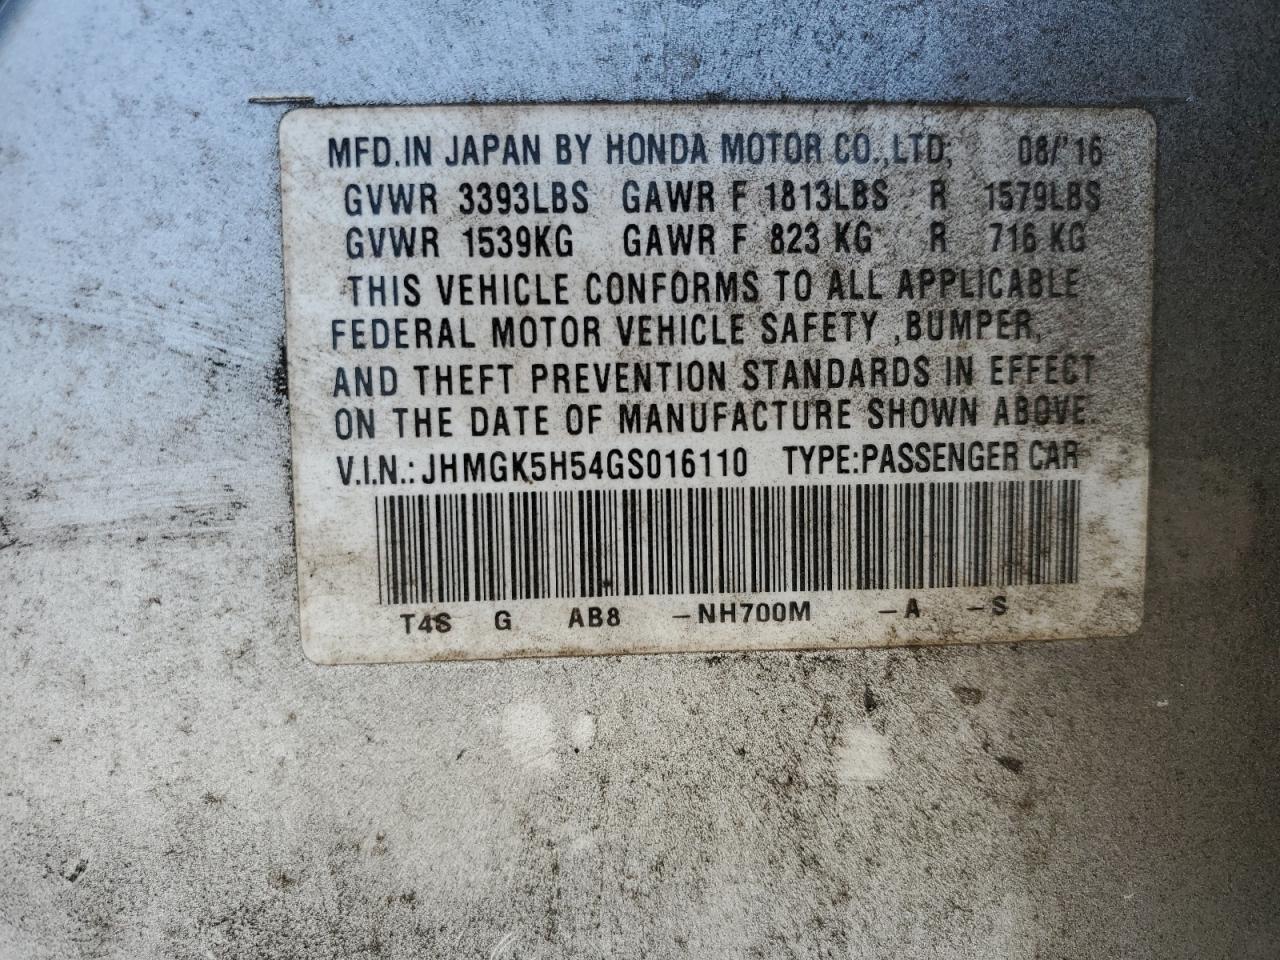 MFD.IN JAPAN BY HONDA MOTOR CO.,LTD, 08/'16
GVWR 3393LBS GAWR F 1813LBS R 1579LBS
GVWR 1539KG GAWR F 823 KG R 716 KG
THIS VEHICLE CONFORMS TO ALL APPLICABLE
FEDERAL MOTOR VEHICLE SAFETY ,BUMPER,
AND THEFT PREVENTION STANDARDS IN EFFECT
ON THE DATE OF MANUFACTURE SHOWN ABOVE.
V.I.N.: JHMGK5H54GS016110 TYPE:PASSENGER CAR
T4S G AB8 -NH700M -A -S